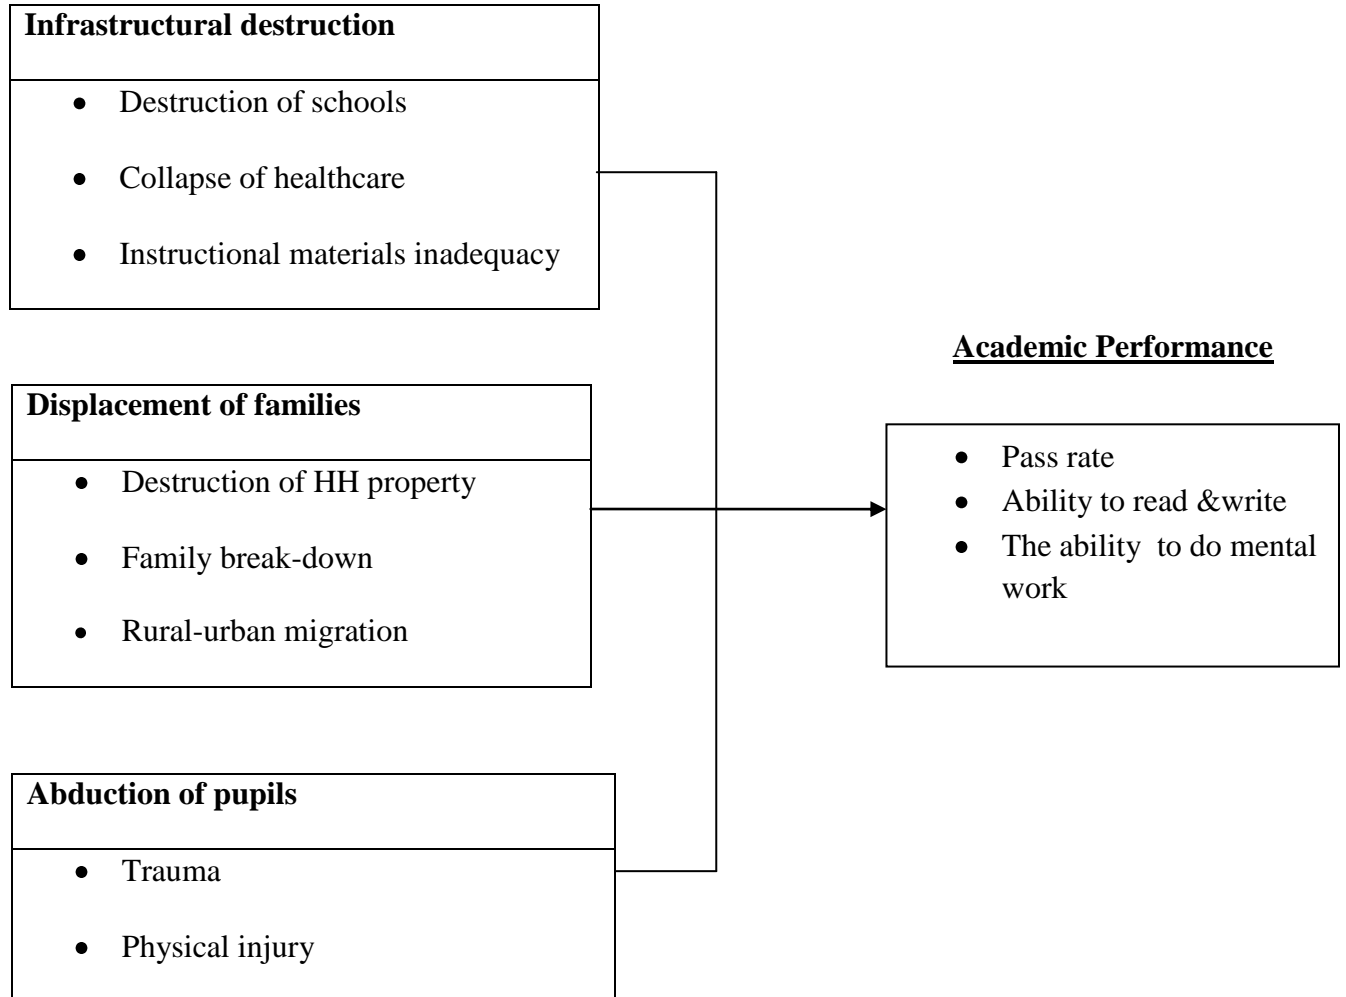 Infrastructural destruction
Destruction of schools
Collapse of healthcare
Instructional materials inadequacy
Displacement of families
Destruction of HH property
Family break-down
Rural-urban migration
Abduction of pupils
Trauma
Physical injury
Academic Performance
Pass rate
Ability to read &write
The ability  to do mental
work